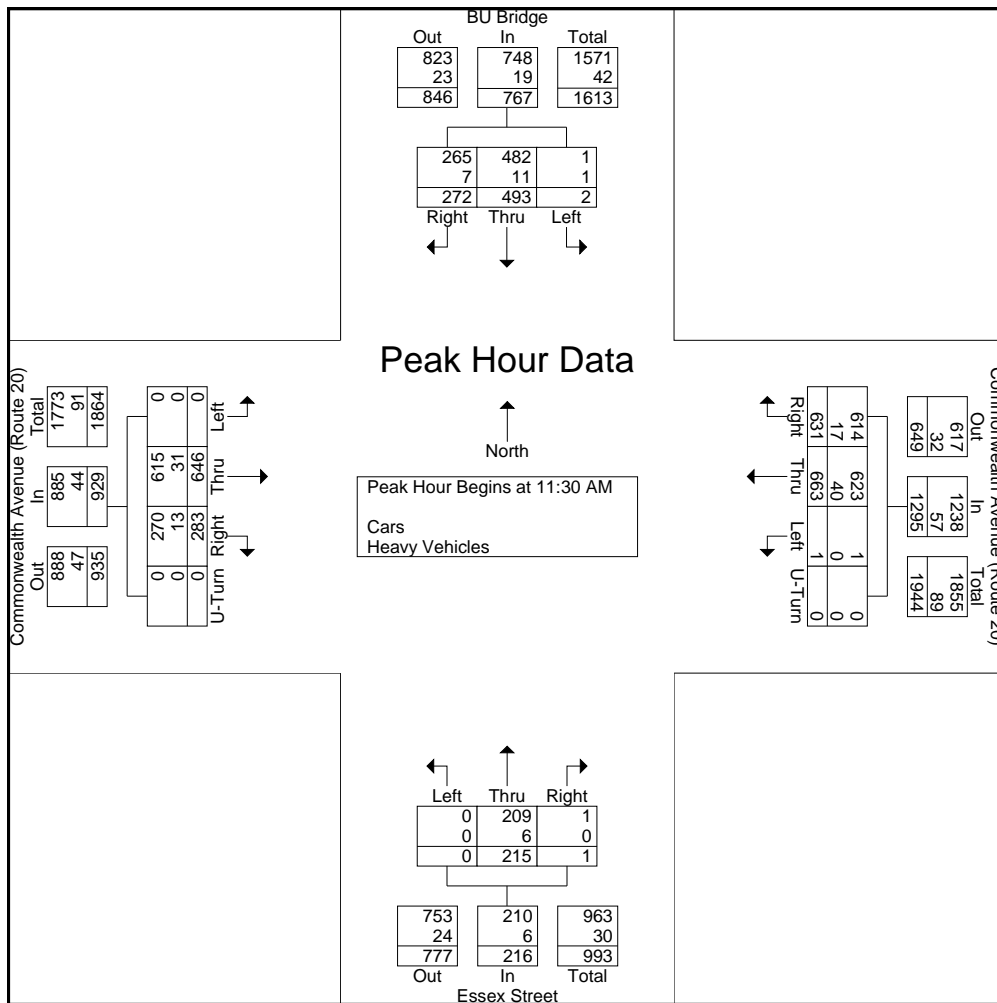 BU Bridge
Out In Total
823 748 1571
23 19 42
846 767 1613
265 482 1
7 11 1
272 493 2
Right Thru Left
Peak Hour Data
North
Peak Hour Begins at 11:30 AM
Cars
Heavy Vehicles
Commonwealth Avenue (Route 20)
Out In Total
888 885 1773
47 44 91
935 929 1864
U-Turn Right Thru Left
0 270 615 0
0 13 31 0
0 283 646 0
Commonwealth Avenue (Route 20)
Out In Total
617 1238 1855
32 57 89
649 1295 1944
614 623 1 0
17 40 0 0
631 663 1 0
Right Thru Left U-Turn
Left Thru Right
0 209 1
0 6 0
0 215 1
753 210 963
24 6 30
777 216 993
Out In Total
Essex Street